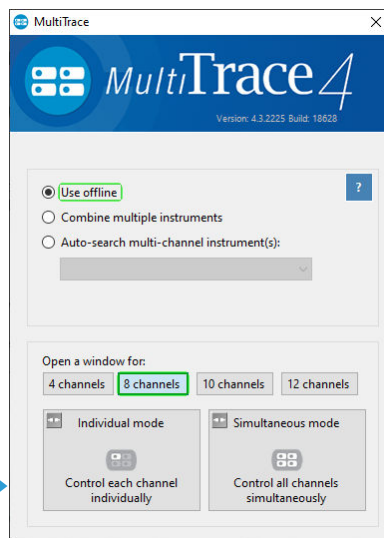 MultiTrace
MultiTrace 4
Version: 4.3.2225 Build: 18628
Use offline
?
Combine multiple instruments
Auto-search multi-channel instrument(s):
Open a window for:
4 channels 8 channels 10 channels 12 channels
Individual mode
Control each channel
individually
Simultaneous mode
Control all channels
simultaneously